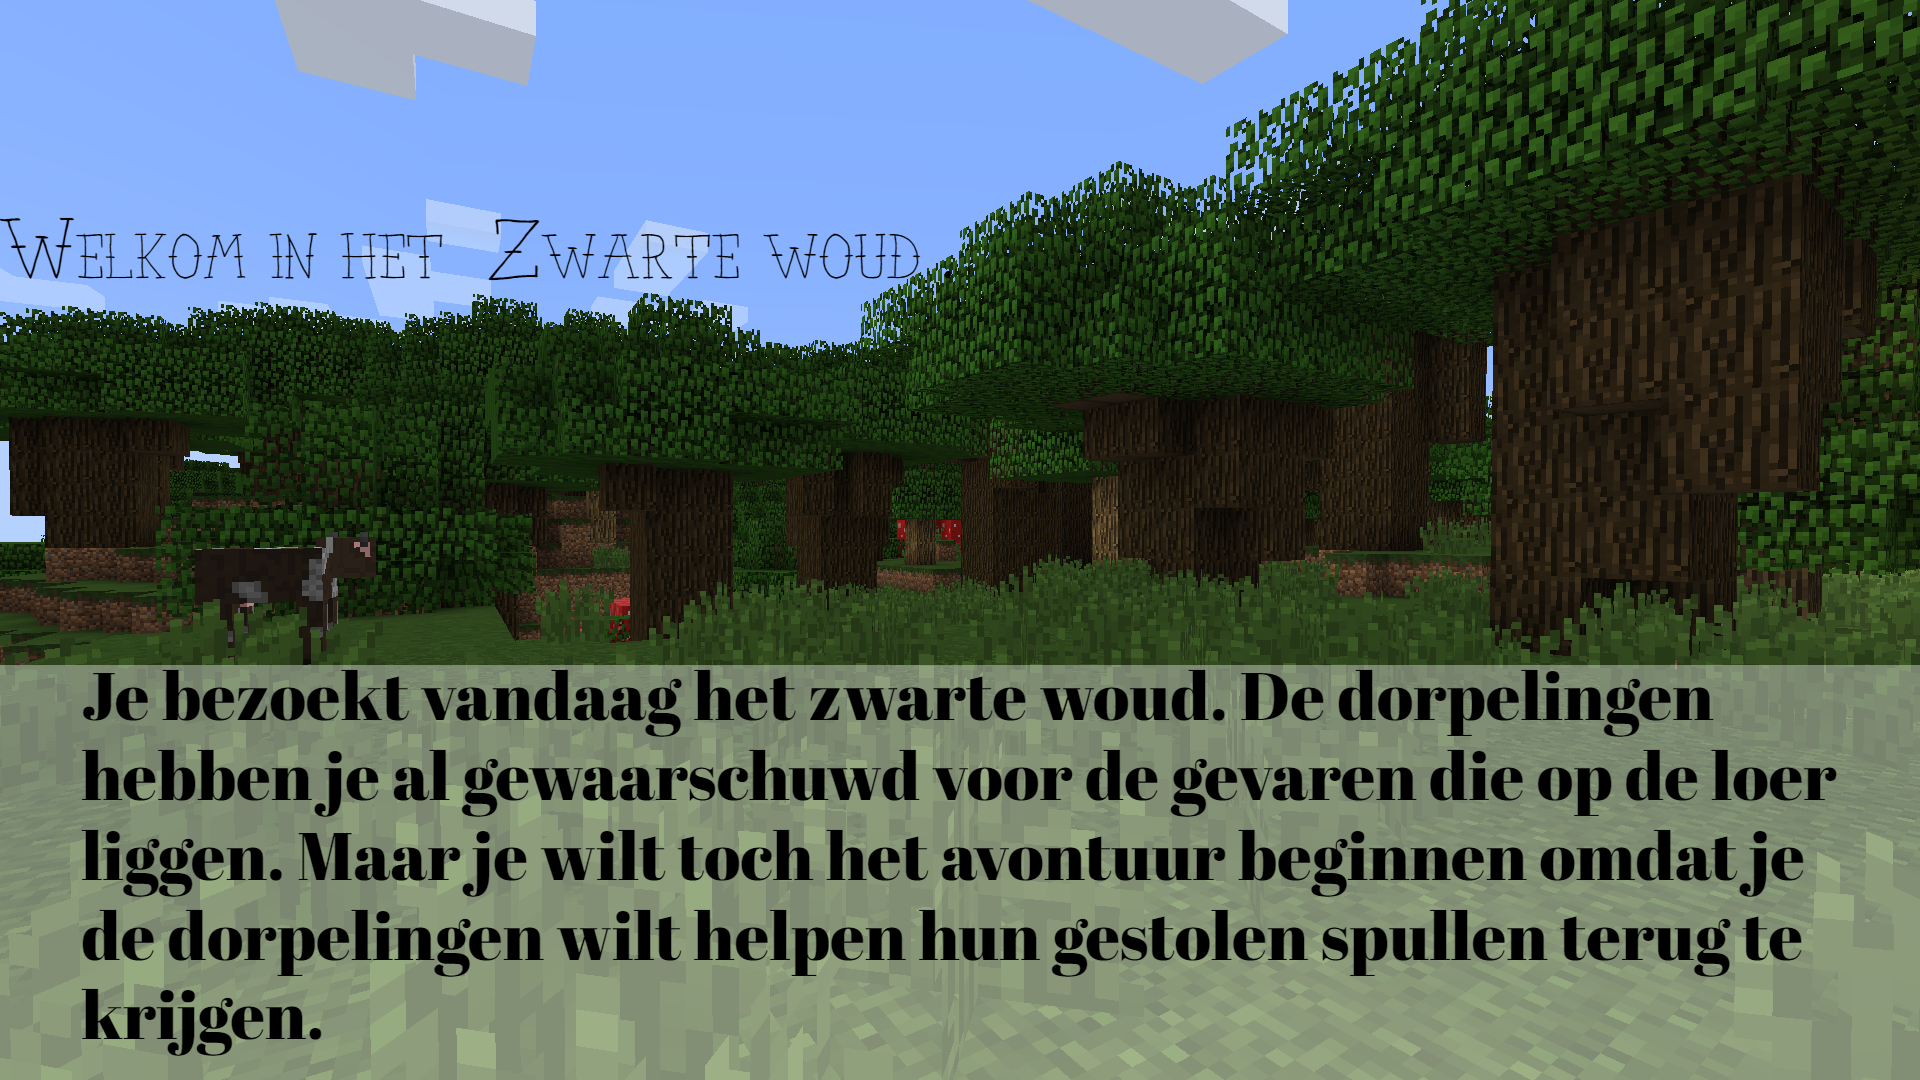 Welkom in het Zwarte woud
Je bezoekt vandaag het zwarte woud. De dorpelingen
hebben je al gewaarschuwd voor de gevaren die op de loer
liggen. Maar je wilt toch het avontuur beginnen omdat je
de dorpelingen wilt helpen hun gestolen spullen terug te
krijgen.